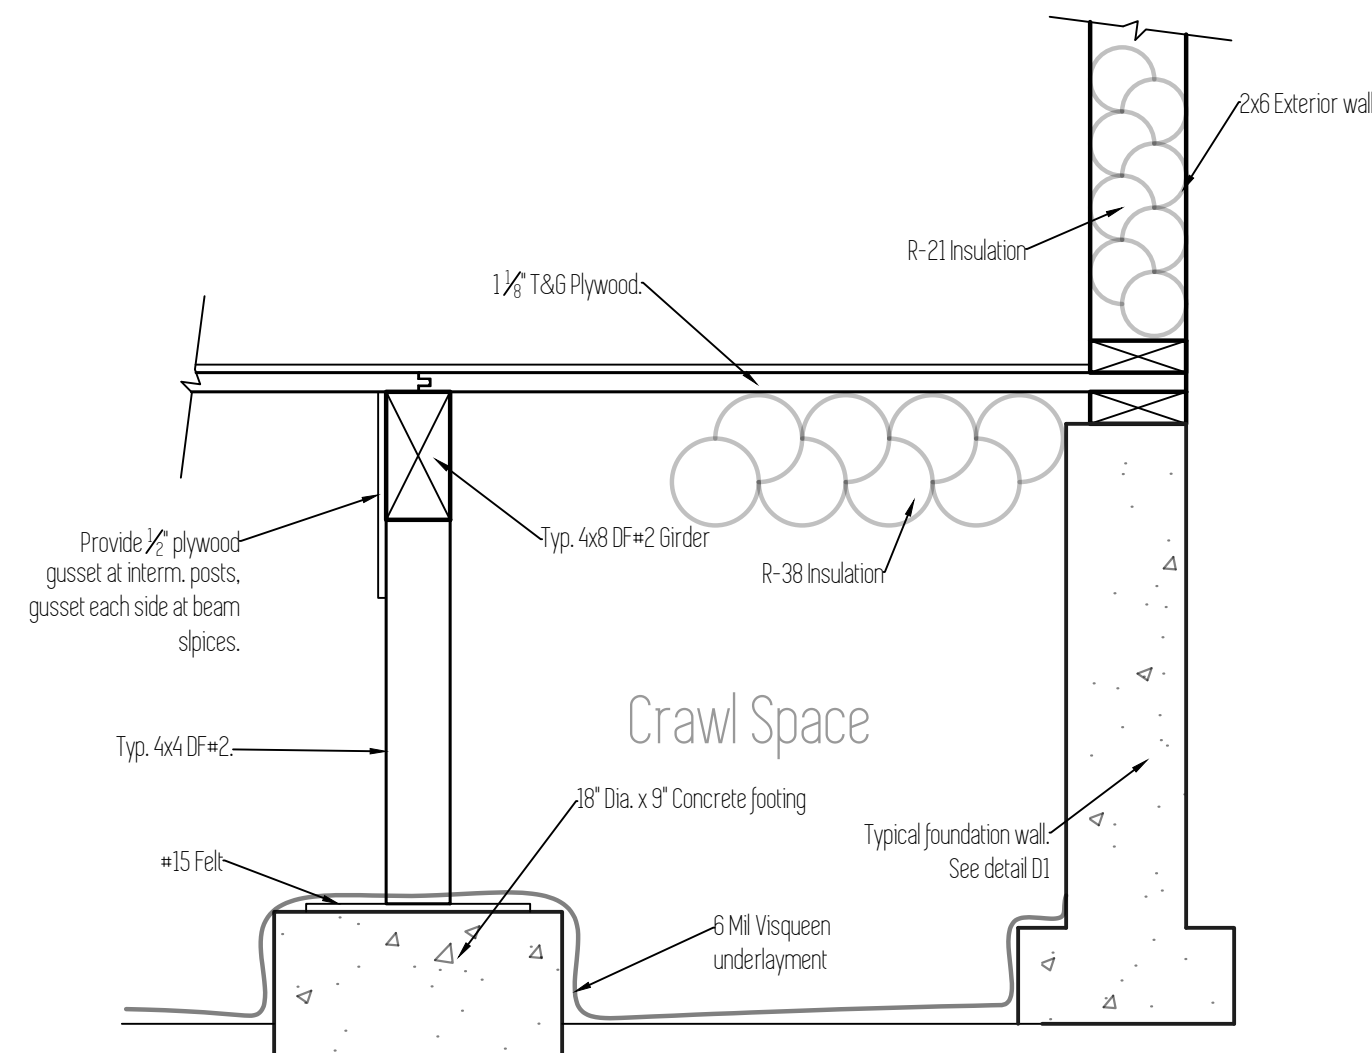 2x6 Exterior wall
R-21 Insulation
1 1/8" T&G Plywood.
Provide 1/2" plywood
gusset at interm. posts,
gusset each side at beam
slpices.
Typ. 4x8 DF#2 Girder
R-38 Insulation
Crawl Space
Typ. 4x4 DF#2.
18" Dia. x 9" Concrete footing
Typical foundation wall.
See detail D1
#15 Felt
6 Mil Visqueen
underlayment